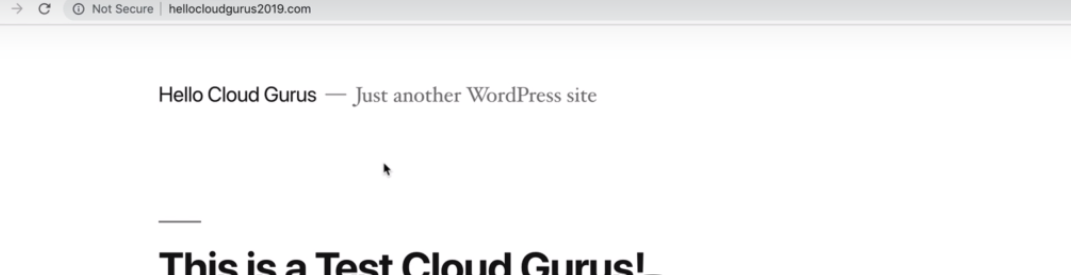 Not Secure | hellocloudgurus2019.com
Hello Cloud Gurus — Just another WordPress site
This is a Test Cloud Gurus!